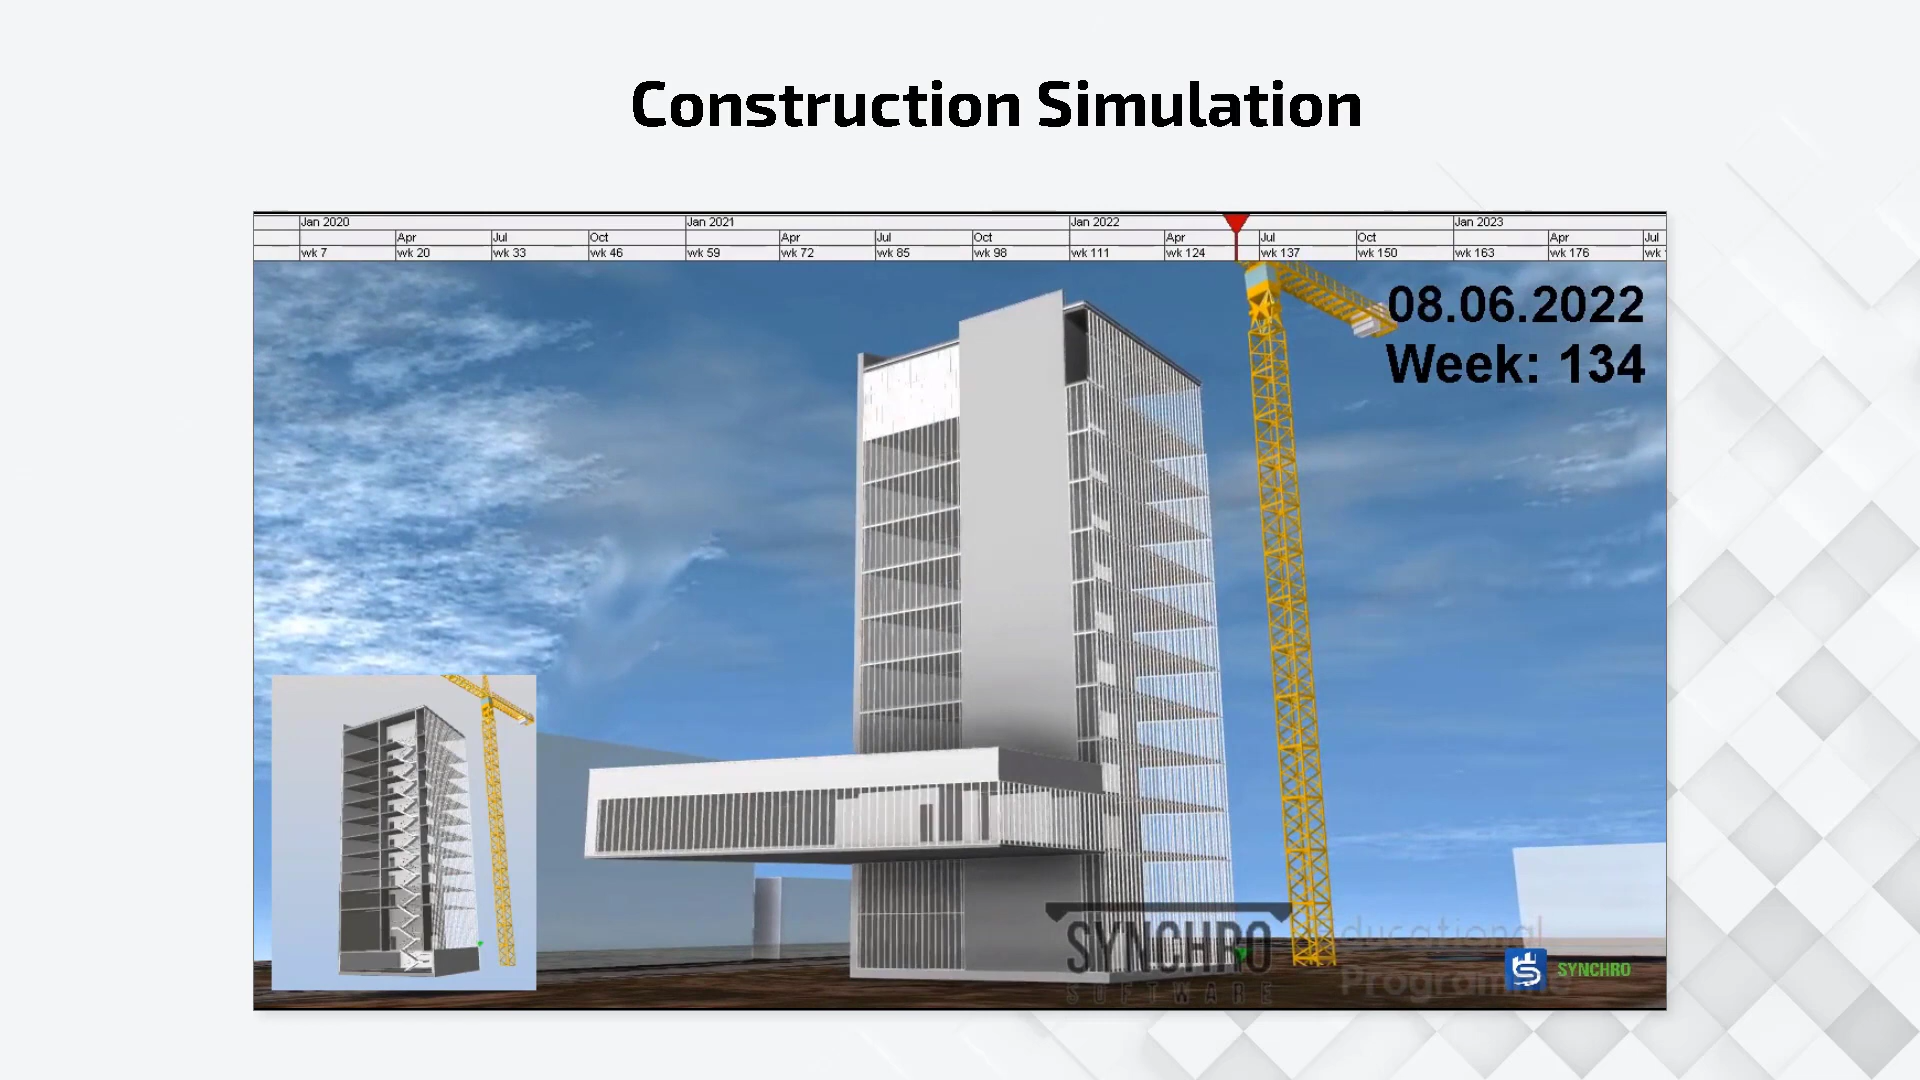 Construction Simulation
Jan 2020 Jan 2021 Jan 2022 Jan 2023
Apr Jul Oct Apr Jul Oct Apr Jul Oct Apr Jul
wk 7 wk 20 wk 33 wk 46 wk 59 wk 72 wk 85 wk 98 wk 111 wk 124 wk 137 wk 150 wk 163 wk 176 wk
08.06.2022
Week: 134
SYNCHRO
SOFTWARE
Educational
Programme
SYNCHRO